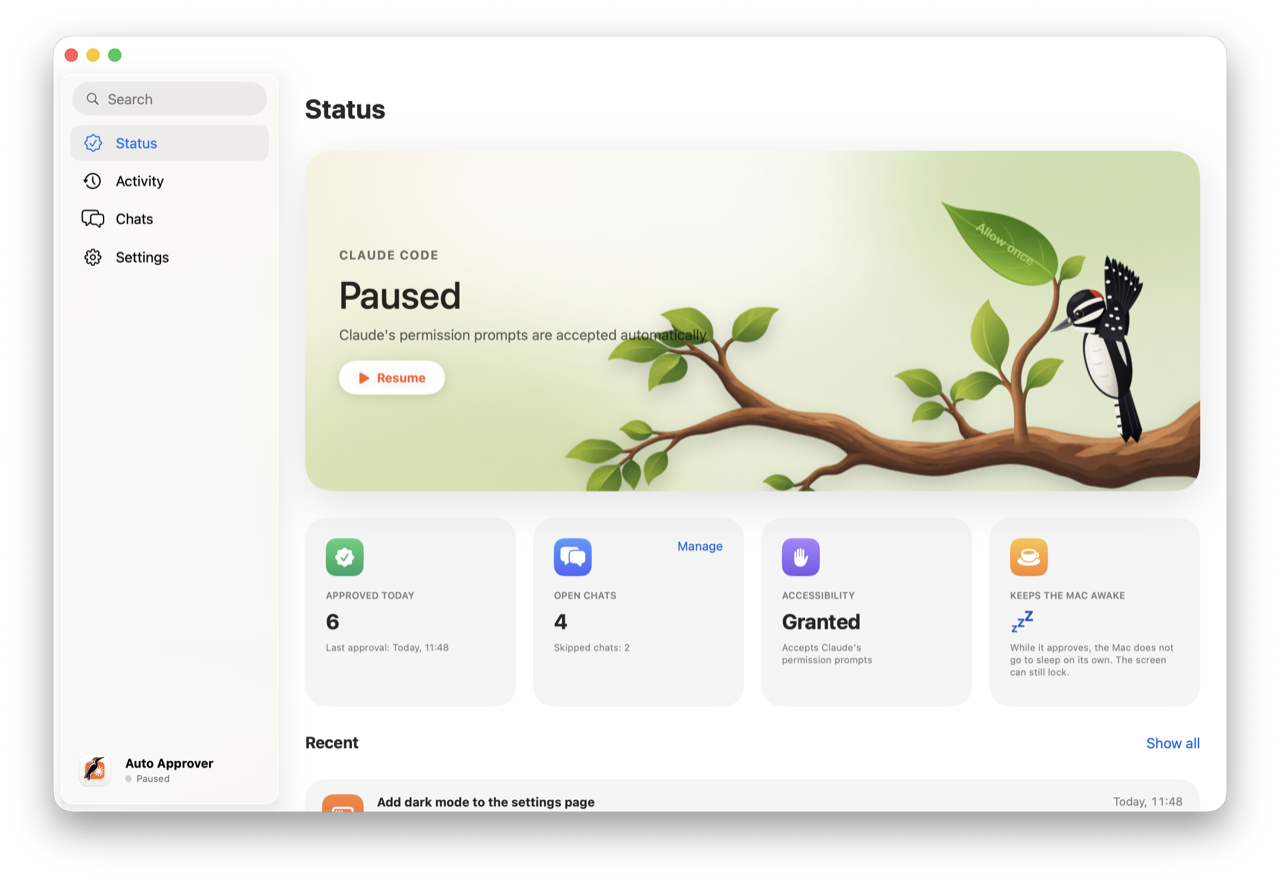 Search
Status
Activity
Chats
Settings
Auto Approver
Paused
Status
CLAUDE CODE
Paused
Claude's permission prompts are accepted automatically
Resume
Allow once
APPROVED TODAY
6
Last approval: Today, 11:48
Manage
OPEN CHATS
4
Skipped chats: 2
ACCESSIBILITY
Granted
Accepts Claude's
permission prompts
KEEPS THE MAC AWAKE
zzZ
While it approves, the Mac does not
go to sleep on its own. The screen
can still lock.
Recent
Show all
Add dark mode to the settings page
Today, 11:48